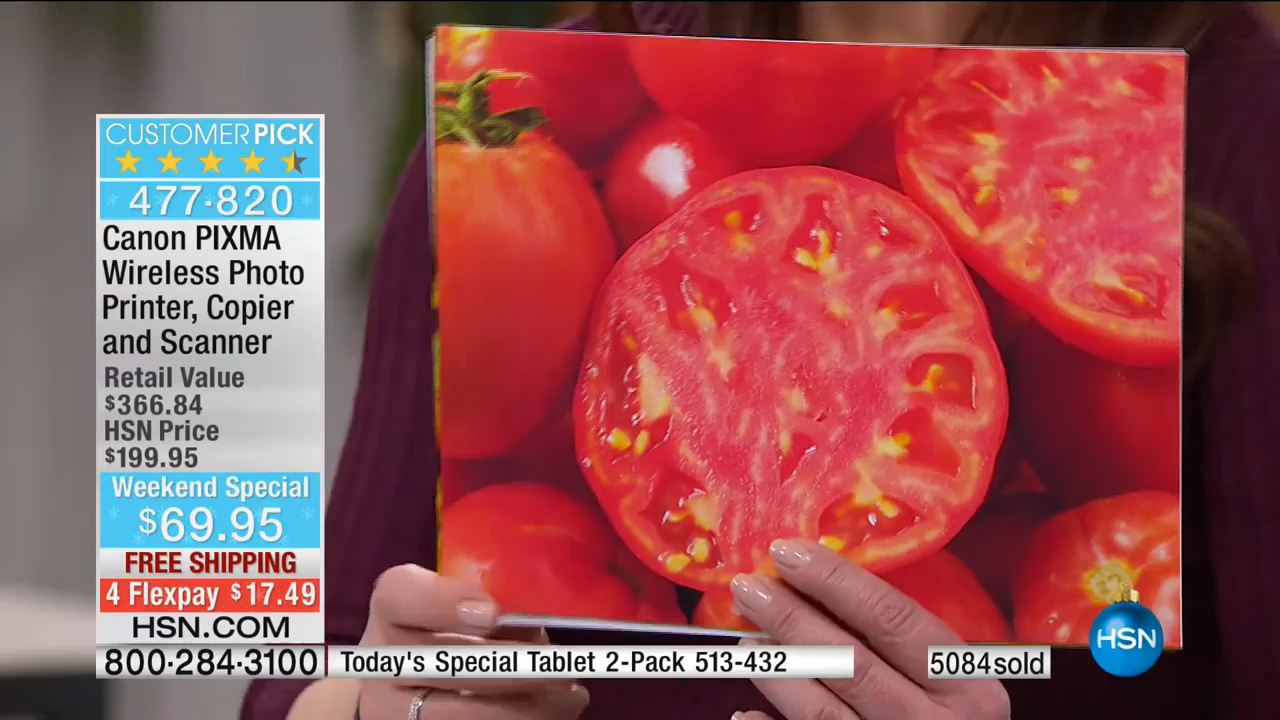 CUSTOMER PICK
477·820
Canon PIXMA
Wireless Photo
Printer, Copier
and Scanner
Retail Value
$366.84
HSN Price
$199.95
Weekend Special
$69.95
FREE SHIPPING
4 Flexpay $17.49
HSN.COM
800·284·3100
Today's Special Tablet 2-Pack 513-432
5084 sold
HSN